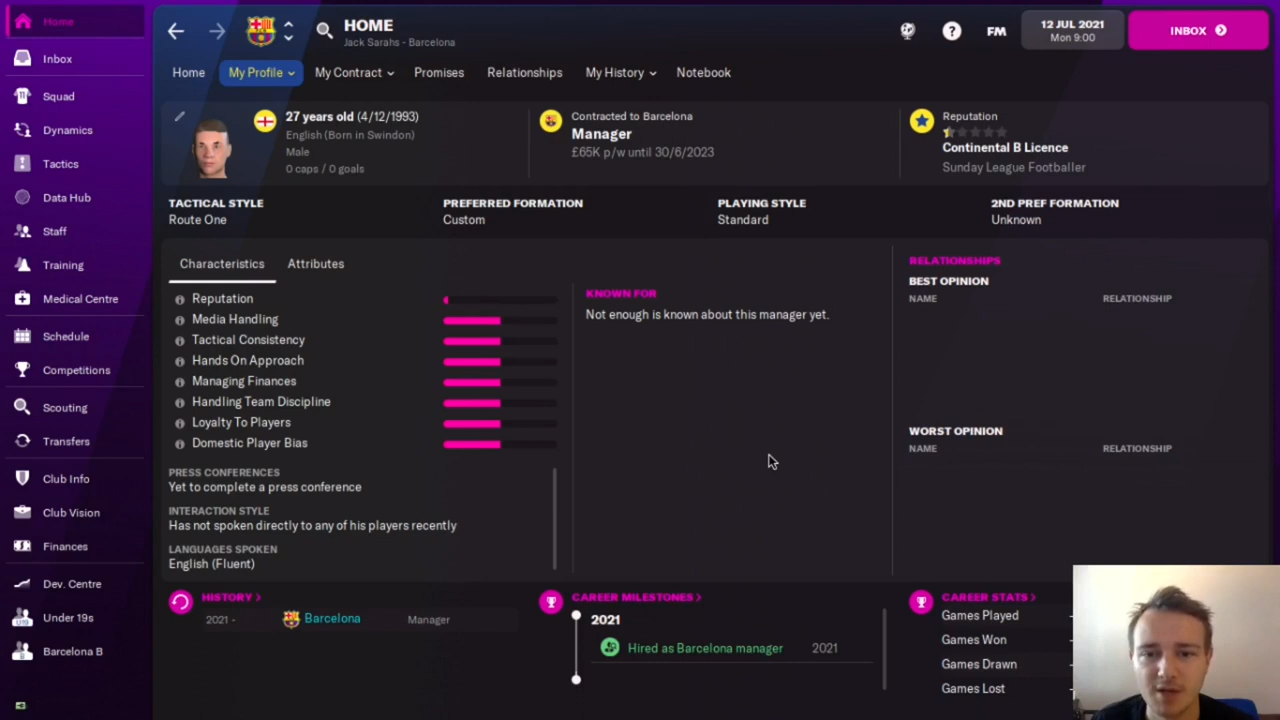 Home
Inbox
Squad
Dynamics
Tactics
Data Hub
Staff
Training
Medical Centre
Schedule
Competitions
Scouting
Transfers
Club Info
Club Vision
Finances
Dev. Centre
Under 19s
Barcelona B
HOME
Jack Sarahs - Barcelona
FM
12 JUL 2021
Mon 9:00
INBOX
Home
My Profile
My Contract
Promises
Relationships
My History
Notebook
27 years old (4/12/1993)
English (Born in Swindon)
Male
0 caps / 0 goals
Contracted to Barcelona
Manager
£65K p/w until 30/6/2023
Reputation
Continental B Licence
Sunday League Footballer
TACTICAL STYLE
Route One
PREFERRED FORMATION
Custom
PLAYING STYLE
Standard
2ND PREF FORMATION
Unknown
Characteristics
Attributes
Reputation
Media Handling
Tactical Consistency
Hands On Approach
Managing Finances
Handling Team Discipline
Loyalty To Players
Domestic Player Bias
PRESS CONFERENCES
Yet to complete a press conference
INTERACTION STYLE
Has not spoken directly to any of his players recently
LANGUAGES SPOKEN
English (Fluent)
KNOWN FOR
Not enough is known about this manager yet.
RELATIONSHIPS
BEST OPINION
NAME RELATIONSHIP
WORST OPINION
NAME RELATIONSHIP
HISTORY >
2021 - Barcelona Manager
CAREER MILESTONES >
2021
Hired as Barcelona manager 2021
CAREER STATS >
Games Played -
Games Won -
Games Drawn -
Games Lost -